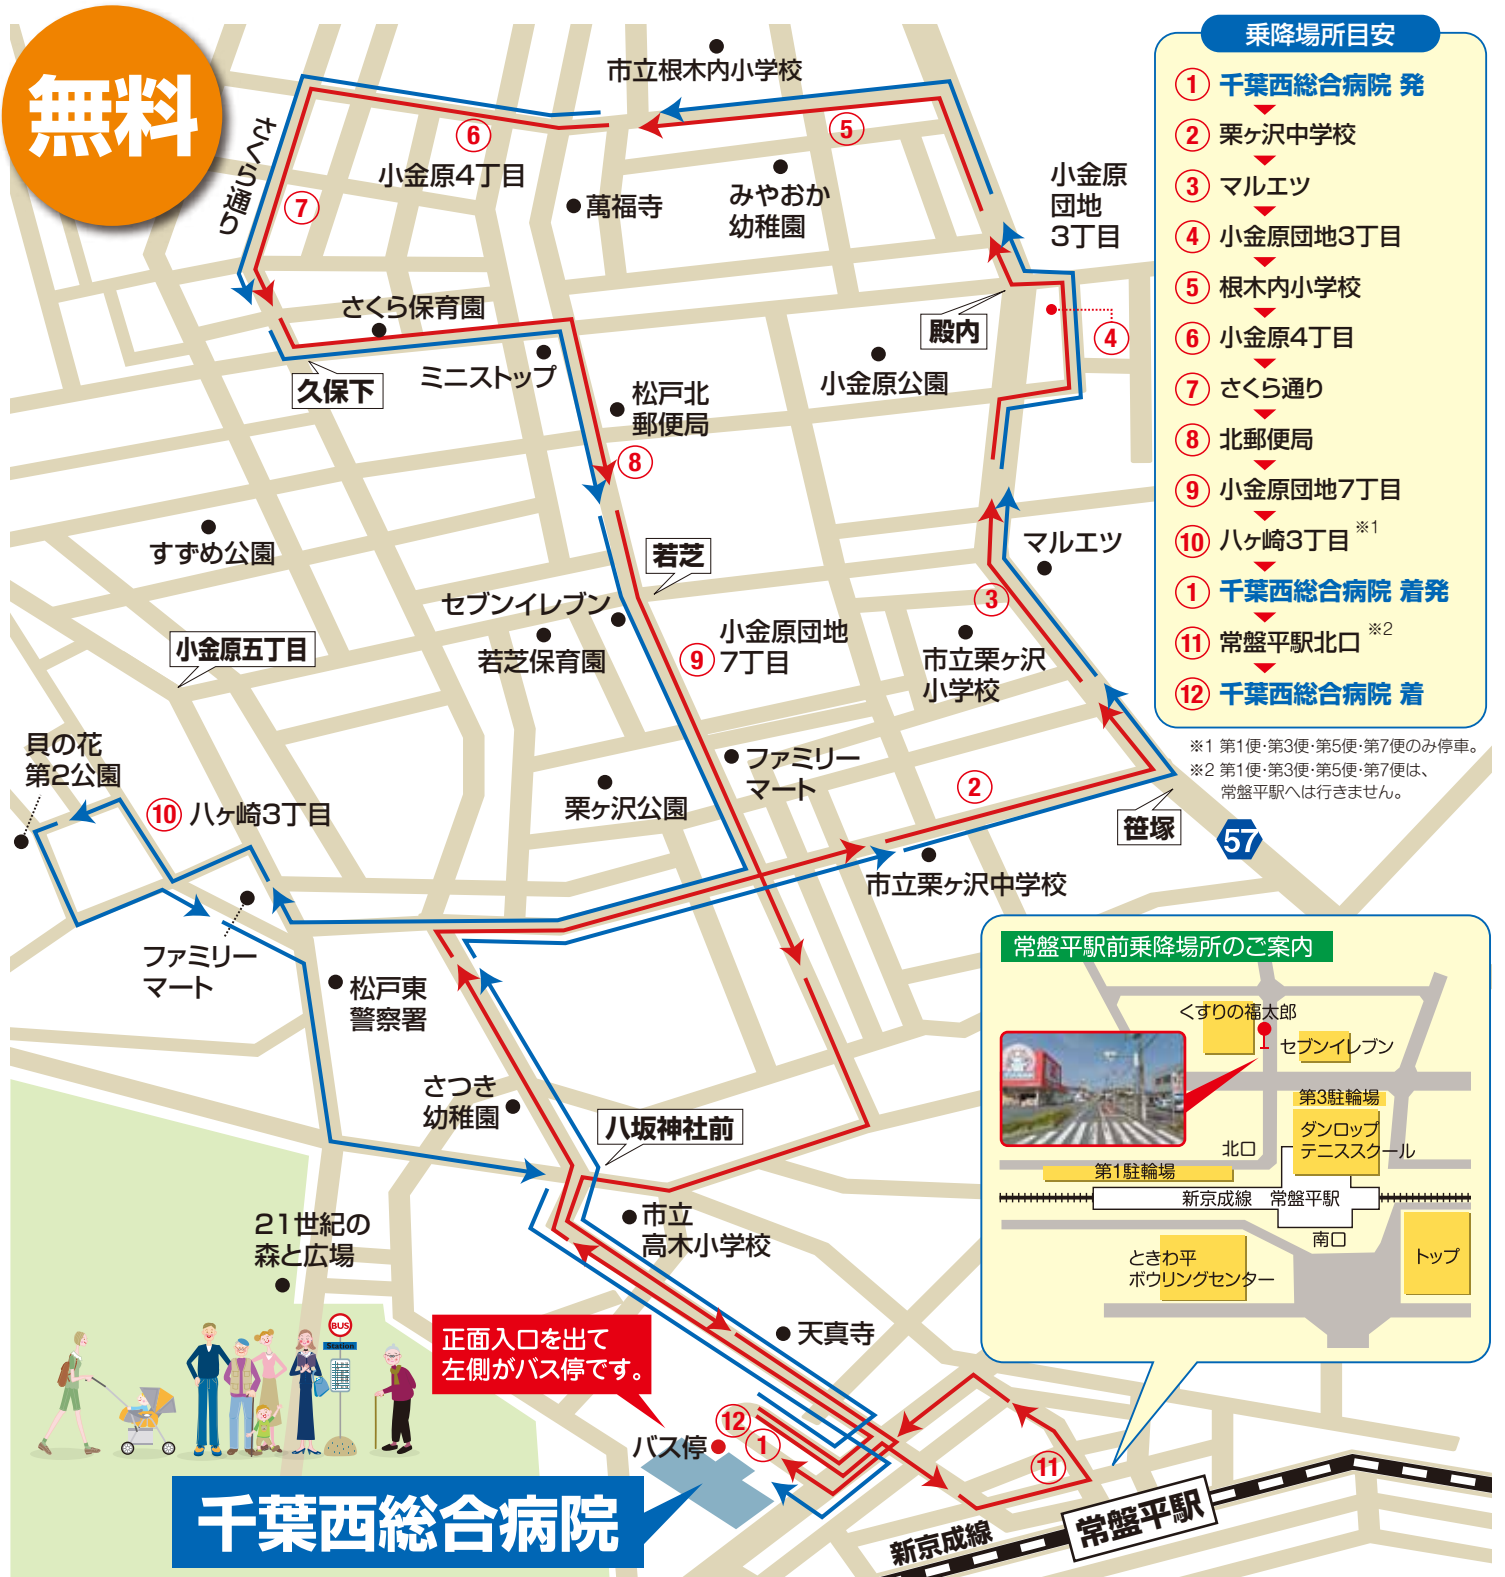 無料
乗降場所目安
① 千葉西総合病院 発
② 栗ヶ沢中学校
③ マルエツ
④ 小金原団地3丁目
⑤ 根木内小学校
⑥ 小金原4丁目
⑦ さくら通り
⑧ 北郵便局
⑨ 小金原団地7丁目
⑩ 八ヶ崎3丁目 ※1
① 千葉西総合病院 着発
⑪ 常盤平駅北口 ※2
⑫ 千葉西総合病院 着
※1 第1便・第3便・第5便・第7便のみ停車。
※2 第1便・第3便・第5便・第7便は、
常盤平駅へは行きません。
市立根木内小学校
さくら通り
⑥
小金原4丁目
⑤
⑦
萬福寺
みやおか
幼稚園
小金原
団地
3丁目
さくら保育園
殿内
④
久保下
ミニストップ
小金原公園
松戸北
郵便局
⑧
すずめ公園
若芝
マルエツ
セブンイレブン
③
小金原五丁目
若芝保育園
⑨
小金原団地
7丁目
市立栗ヶ沢
小学校
貝の花
第2公園
ファミリー
マート
⑩ 八ヶ崎3丁目
栗ヶ沢公園
②
笹塚
57
市立栗ヶ沢中学校
ファミリー
マート
松戸東
警察署
さつき
幼稚園
八坂神社前
21世紀の
森と広場
市立
高木小学校
BUS
Station
正面入口を出て
左側がバス停です。
天真寺
⑫
①
バス停
⑪
千葉西総合病院
新京成線
常盤平駅
常盤平駅前乗降場所のご案内
くすりの福太郎
セブンイレブン
第3駐輪場
ダンロップ
テニススクール
北口
第1駐輪場
新京成線 常盤平駅
南口
ときわ平
ボウリングセンター
トップ